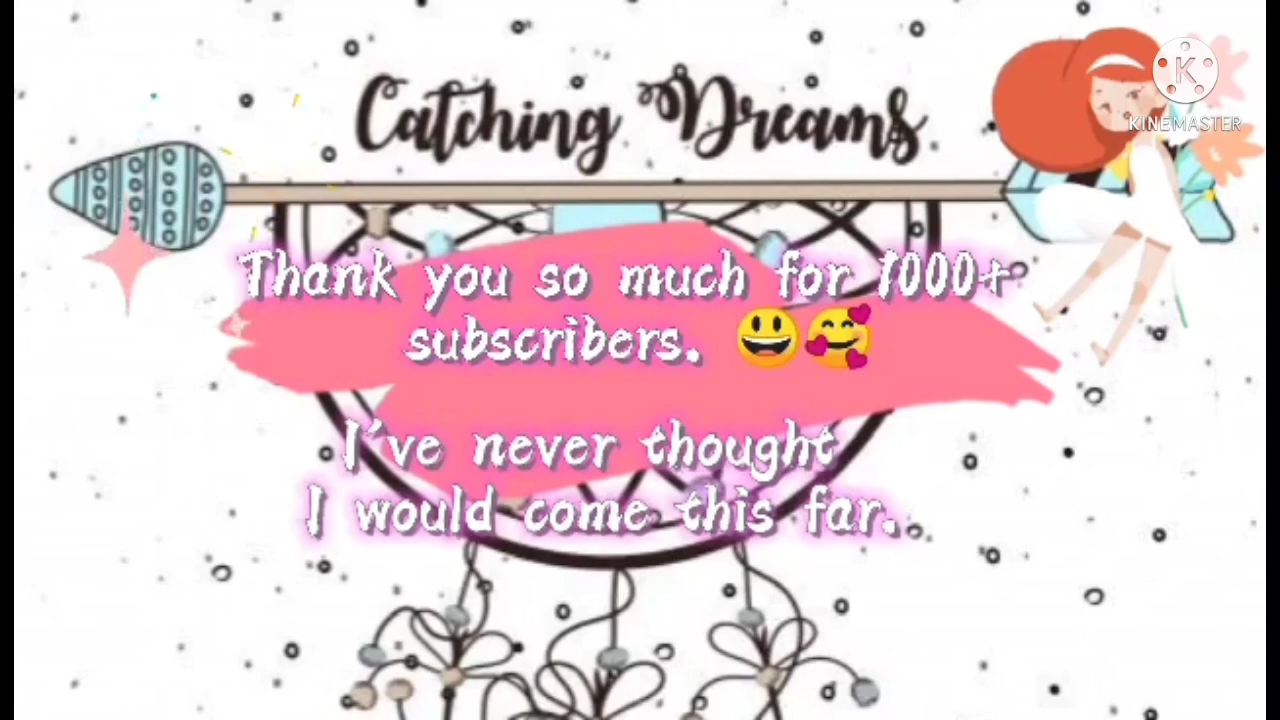 Catching Dreams
K
KINEMASTER
Thank you so much for 1000+
subscribers. 😃🥰
I've never thought
I would come this far.